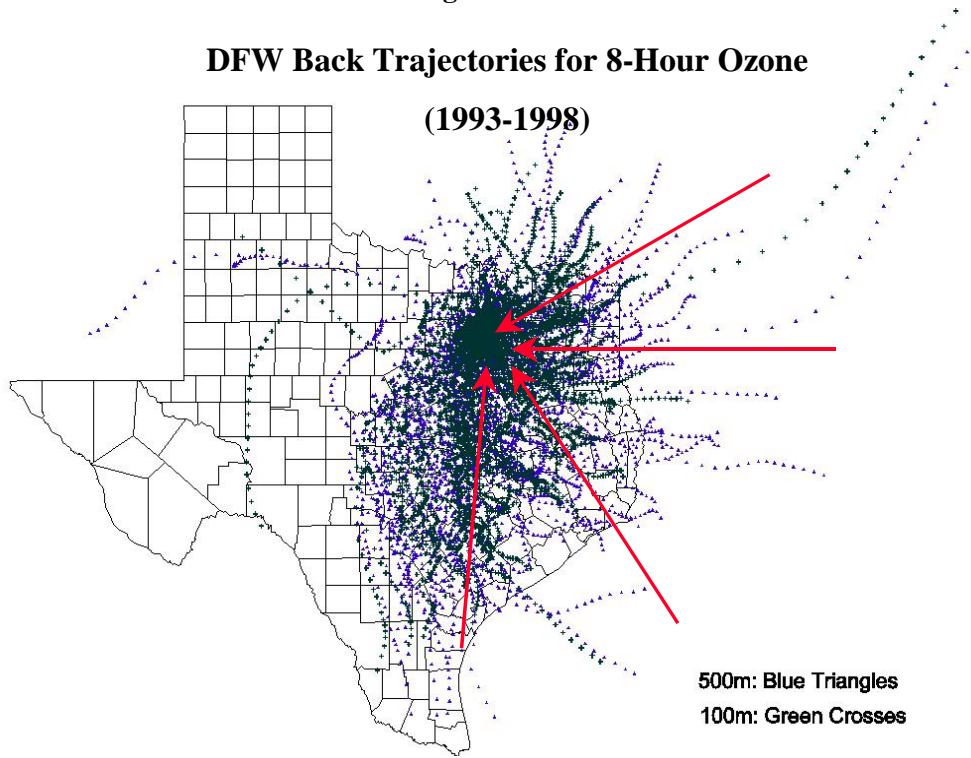 DFW Back Trajectories for 8-Hour Ozone
(1993-1998)
500m: Blue Triangles
100m: Green Crosses